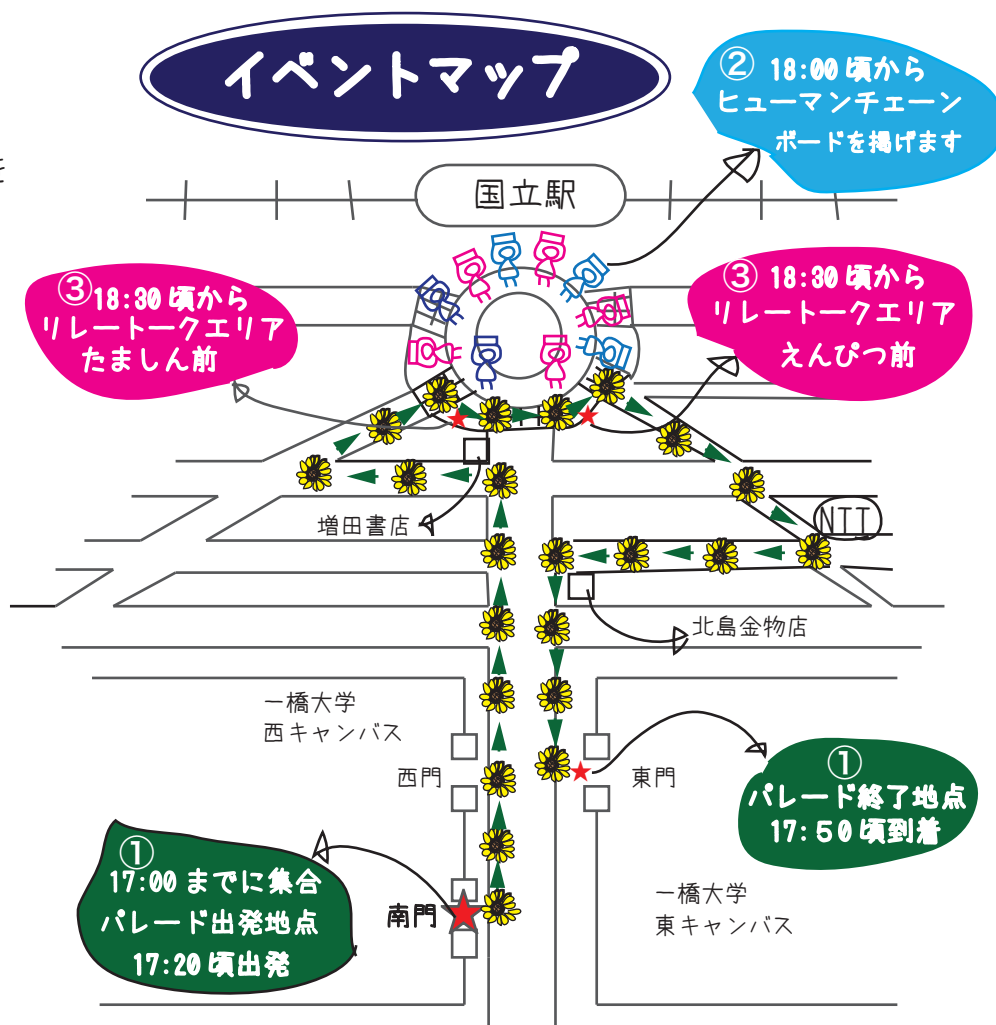 イベントマップ
② 18:00 頃から
ヒューマンチェーン
ボードを掲げます
を
国立駅
③ 18:30 頃から
リレートークエリア
たましん前
③ 18:30 頃から
リレートークエリア
えんぴつ前
増田書店
NTT
北島金物店
一橋大学
西キャンバス
西門
東門
①
パレード終了地点
17:50 頃到着
①
17:00 までに集合
パレード出発地点
17:20 頃出発
南門
一橋大学
東キャンバス